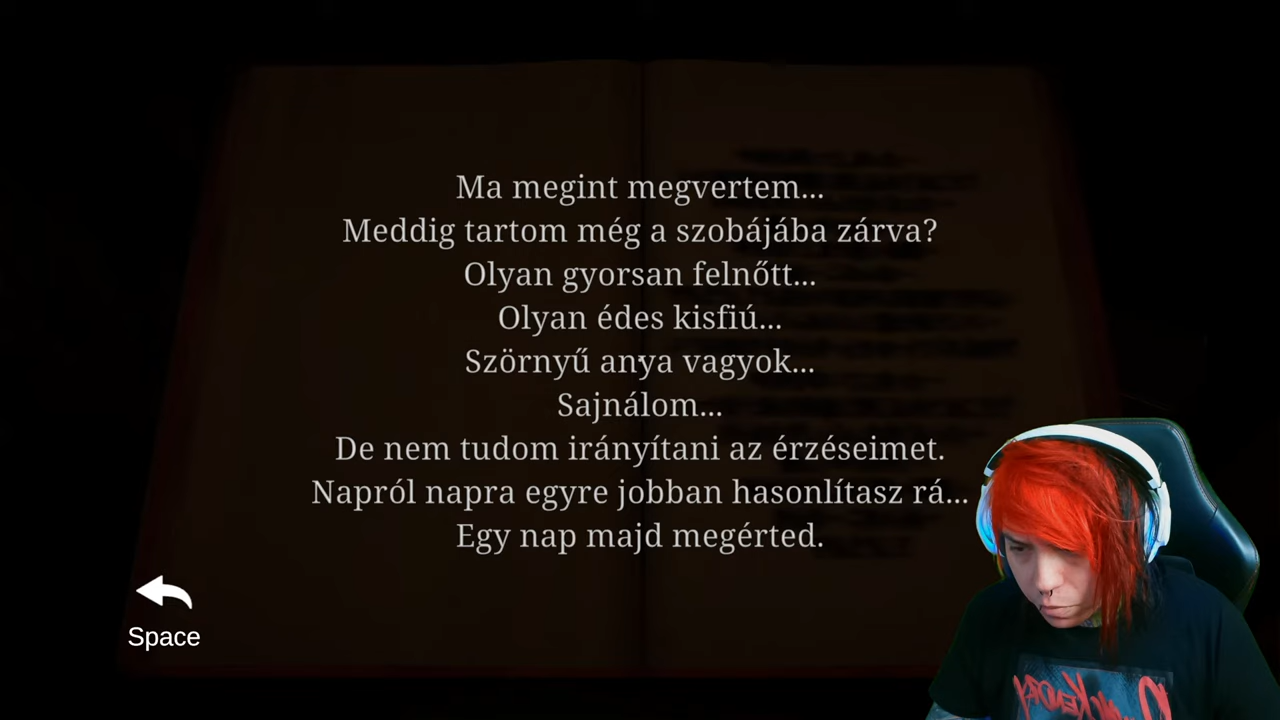 Ma megint megvertem...
Meddig tartom még a szobájába zárva?
Olyan gyorsan felnőtt...
Olyan édes kisfiú...
Szörnyű anya vagyok...
Sajnálom...
De nem tudom irányítani az érzéseimet.
Napról napra egyre jobban hasonlítasz rá...
Egy nap majd megérted.
Space